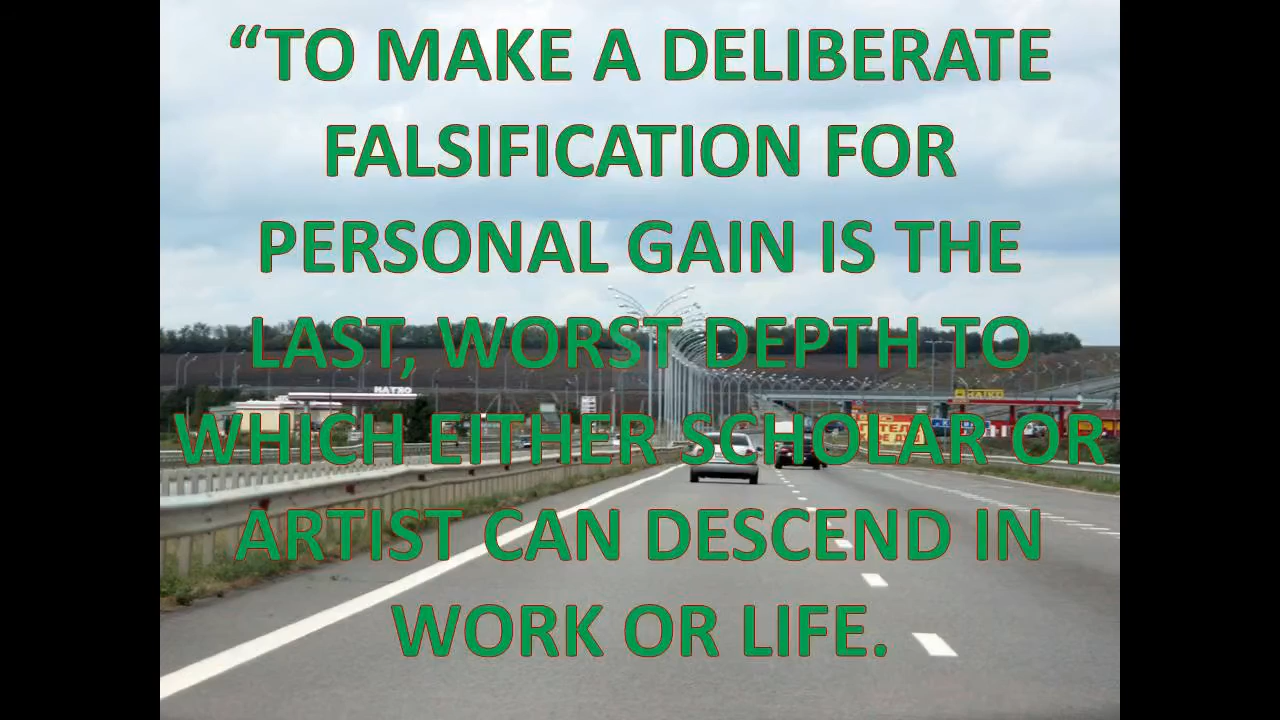 “TO MAKE A DELIBERATE
FALSIFICATION FOR
PERSONAL GAIN IS THE
LAST, WORST DEPTH TO
WHICH EITHER SCHOLAR OR
ARTIST CAN DESCEND IN
WORK OR LIFE.